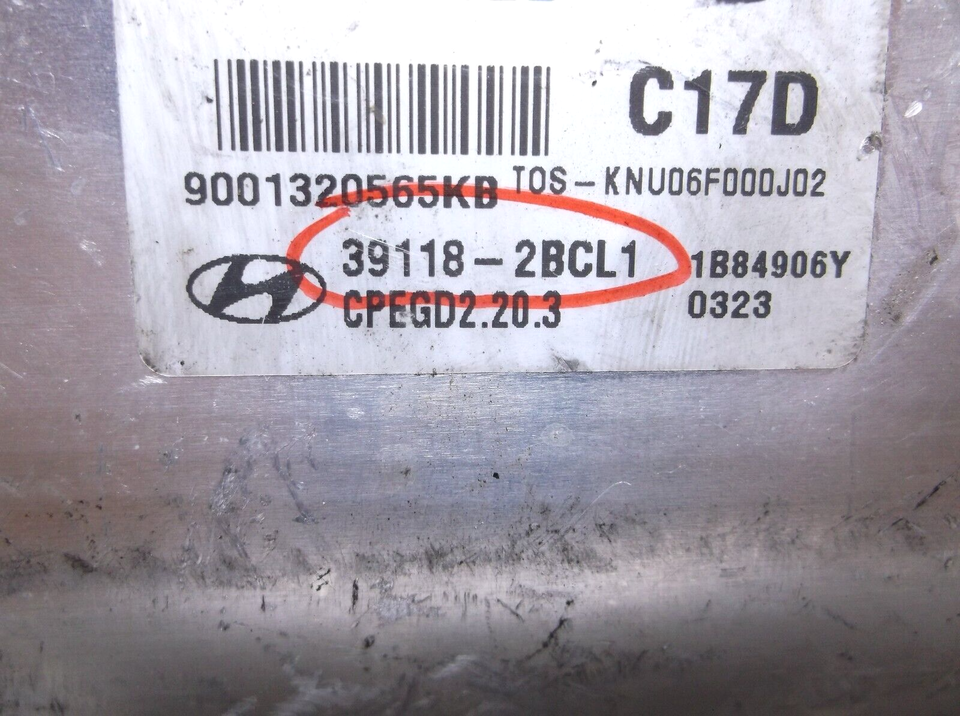 C17D
9001320565KB TOS-KNU06F000J02
39118-2BCL1 1B84906Y
CPEGD2.20.3 0323